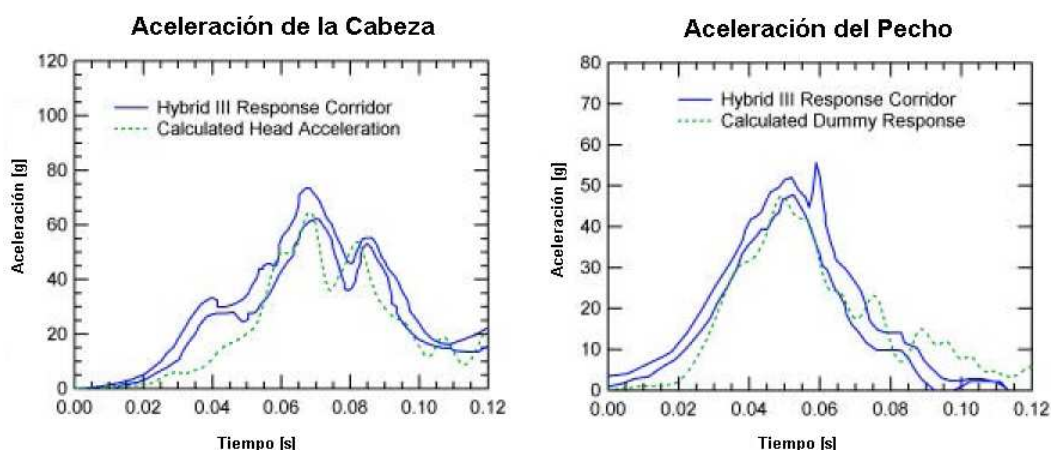 Aceleración de la Cabeza
Aceleración [g]
120
100
80
60
40
20
0
Hybrid III Response Corridor
Calculated Head Acceleration
0.00 0.02 0.04 0.06 0.08 0.10 0.12
Tiempo [s]
Aceleración del Pecho
Aceleración [g]
80
70
60
50
40
30
20
10
0
Hybrid III Response Corridor
Calculated Dummy Response
0.00 0.02 0.04 0.06 0.08 0.10 0.12
Tiempo [s]